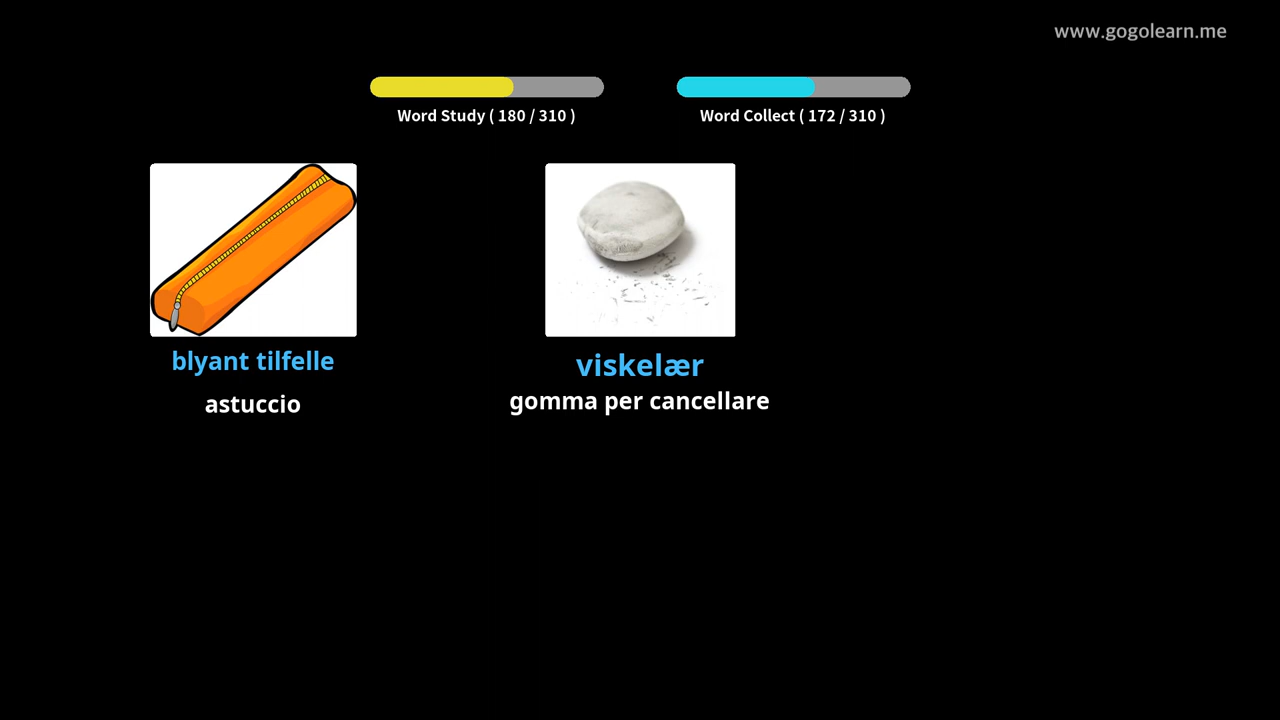 www.gogolearn.me
Word Study ( 180 / 310 )
Word Collect ( 172 / 310 )
blyant tilfelle
astuccio
viskelær
gomma per cancellare